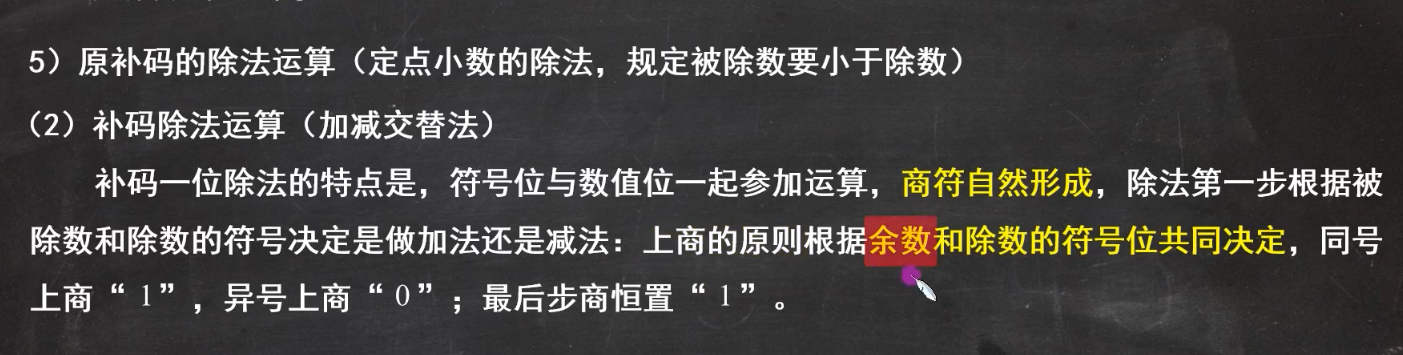 5）原补码的除法运算（定点小数的除法，规定被除数要小于除数）
（2）补码除法运算（加减交替法）
补码一位除法的特点是，符号位与数值位一起参加运算，商符自然形成，除法第一步根据被
除数和除数的符号决定是做加法还是减法：上商的原则根据余数和除数的符号位共同决定，同号
上商“1”，异号上商“0”；最后步商恒置“1”。